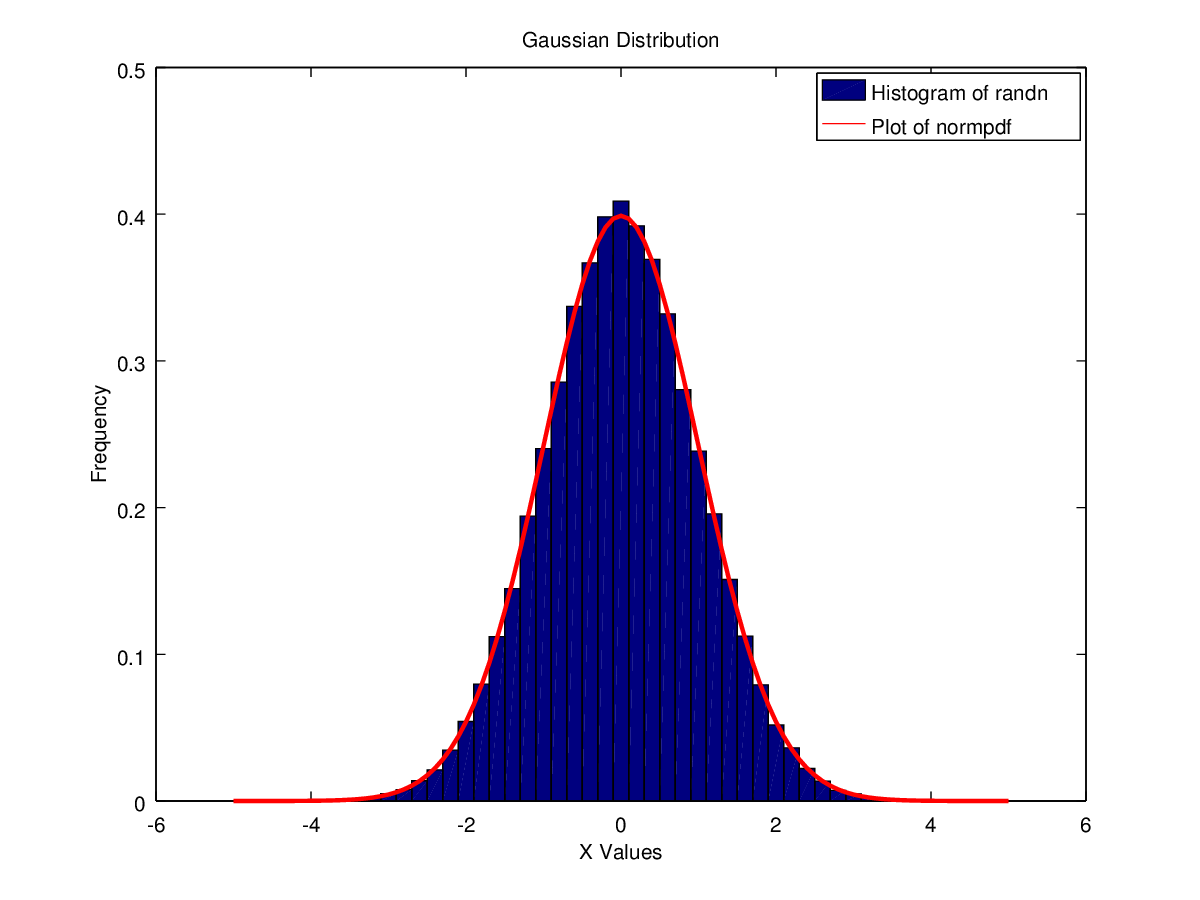 Gaussian Distribution
Histogram of randn
Plot of normpdf
0.5
0.4
0.3
0.2
0.1
0
Frequency
-6 -4 -2 0 2 4 6
X Values